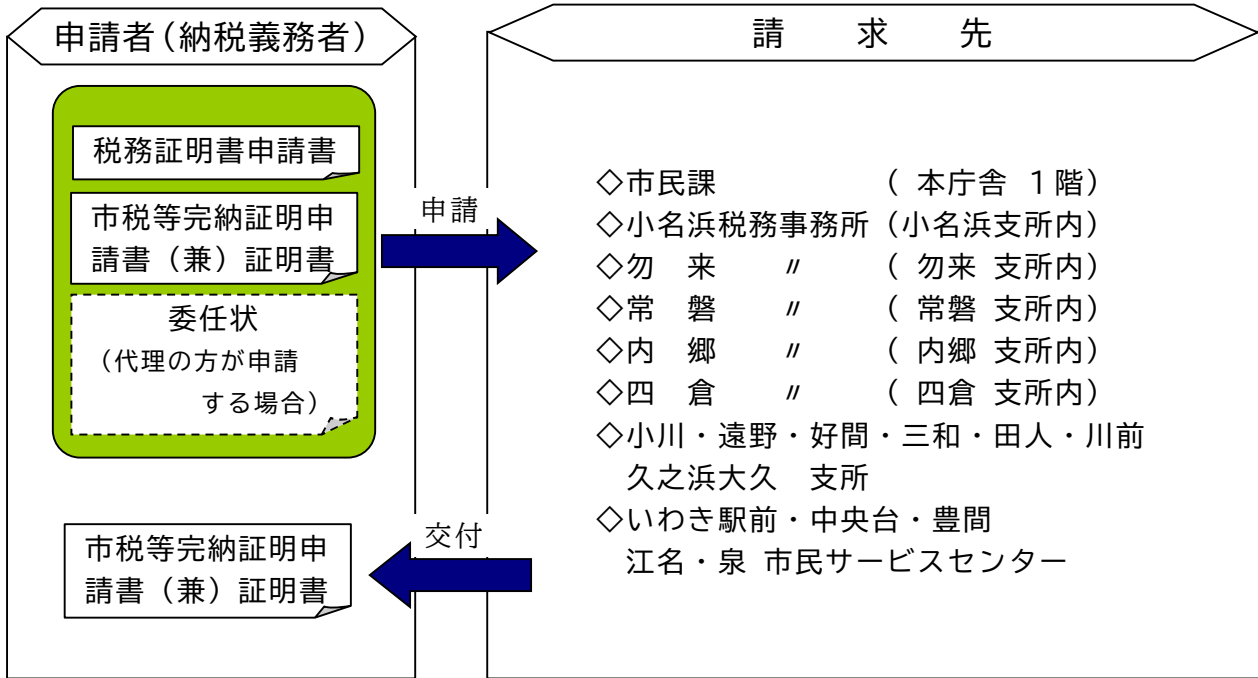 申請者（納税義務者）
税務証明書申請書
市税等完納証明申
請書（兼）証明書
委任状
（代理の方が申請
する場合）
申請
交付
市税等完納証明申
請書（兼）証明書
請　求　先
◇市民課　（ 本庁舎 １階）
◇小名浜税務事務所（小名浜支所内）
◇勿　来　〃　（ 勿来 支所内）
◇常　磐　〃　（ 常磐 支所内）
◇内　郷　〃　（ 内郷 支所内）
◇四　倉　〃　（ 四倉 支所内）
◇小川・遠野・好間・三和・田人・川前
久之浜大久　支所
◇いわき駅前・中央台・豊間
江名・泉 市民サービスセンター